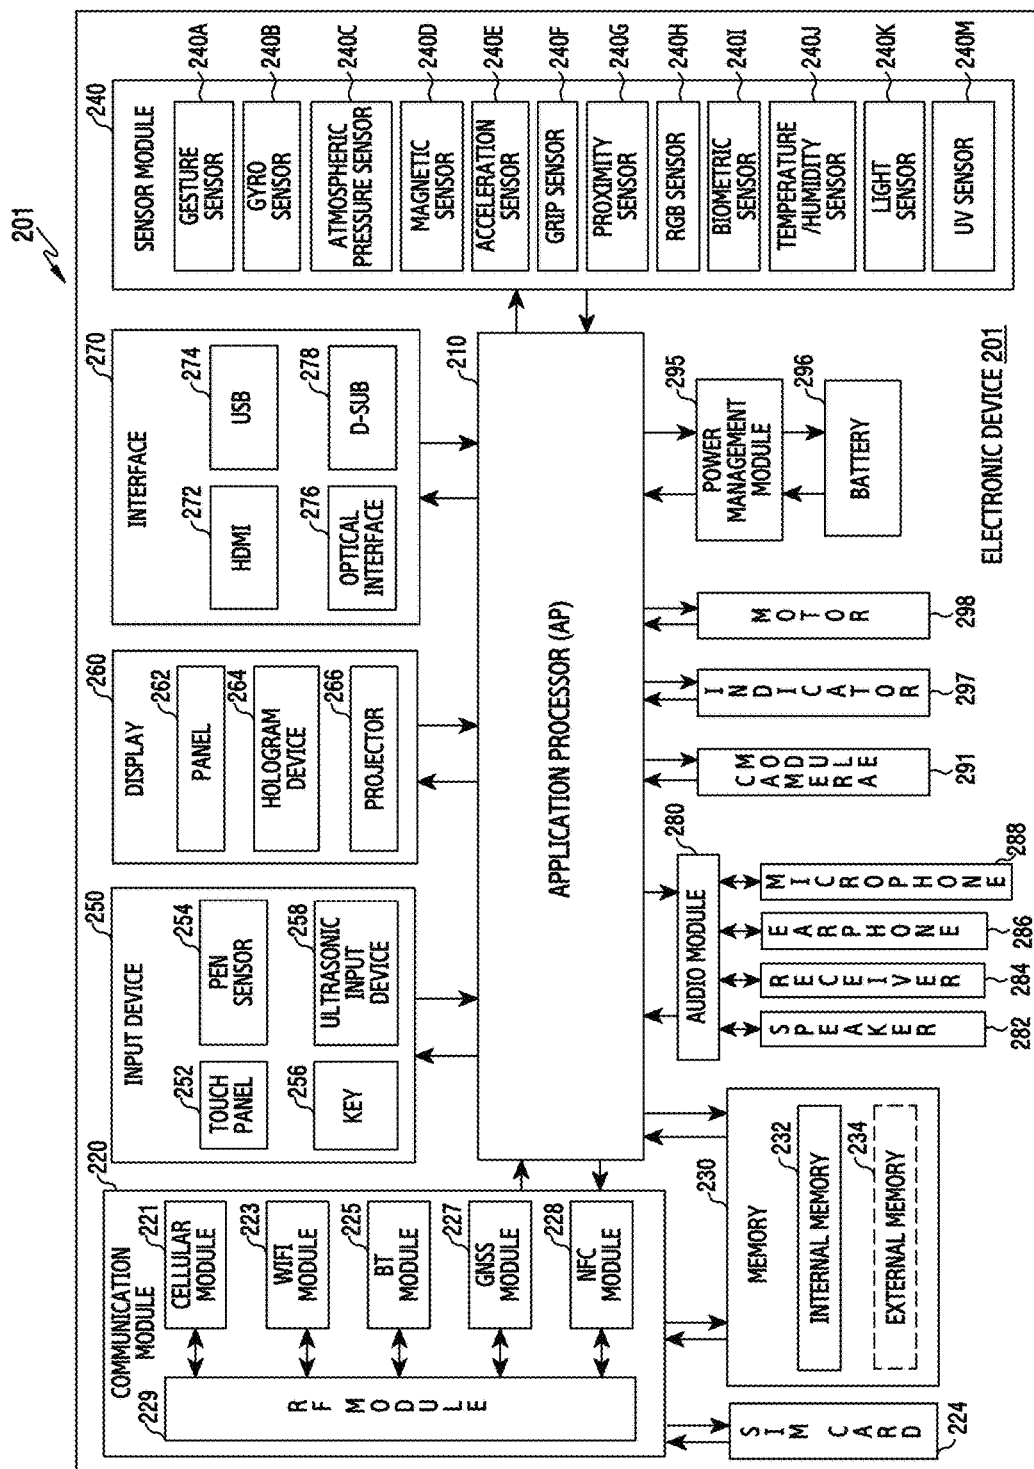 201
COMMUNICATION
MODULE
220
229
RF MODULE
221
CELLULAR
MODULE
223
WIFI
MODULE
225
BT
MODULE
227
GNSS
MODULE
228
NFC
MODULE
SIM CARD
224
250
INPUT DEVICE
252
TOUCH
PANEL
254
PEN
SENSOR
256
KEY
258
ULTRASONIC
INPUT
DEVICE
260
DISPLAY
262
PANEL
264
HOLOGRAM
DEVICE
266
PROJECTOR
270
INTERFACE
272
HDMI
274
USB
276
OPTICAL
INTERFACE
278
D-SUB
240
SENSOR MODULE
GESTURE
SENSOR
240A
GYRO
SENSOR
240B
ATMOSPHERIC
PRESSURE SENSOR
240C
MAGNETIC
SENSOR
240D
ACCELERATION
SENSOR
240E
GRIP SENSOR
240F
PROXIMITY
SENSOR
240G
RGB SENSOR
240H
BIOMETRIC
SENSOR
240I
TEMPERATURE
/HUMIDITY
SENSOR
240J
LIGHT
SENSOR
240K
UV SENSOR
240M
210
APPLICATION PROCESSOR (AP)
230
MEMORY
232
INTERNAL MEMORY
234
EXTERNAL MEMORY
280
AUDIO MODULE
SPEAKER
282
RECEIVER
284
EARPHONE
286
MICROPHONE
288
CAMERA
MODULE
291
INDICATOR
297
MOTOR
298
295
POWER
MANAGEMENT
MODULE
296
BATTERY
ELECTRONIC DEVICE 201